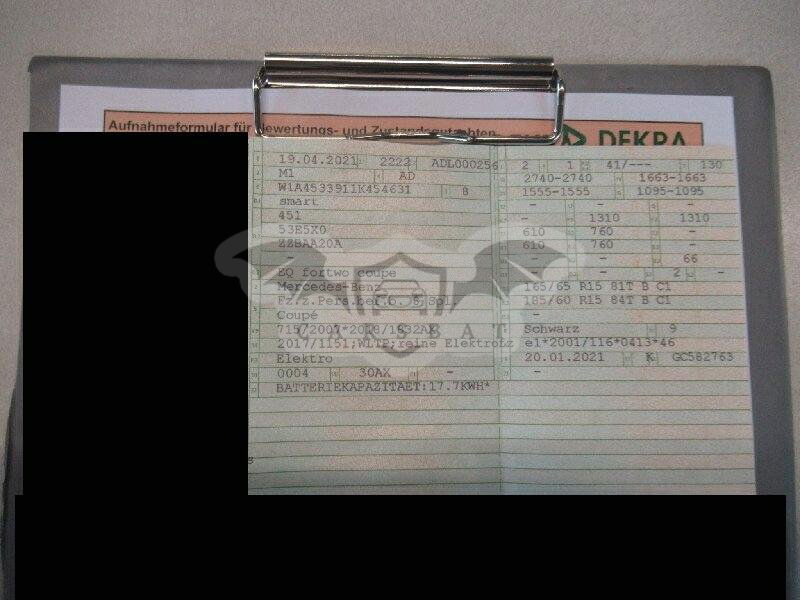 Aufnahmeformular für Bewertungs- und Zustandsgutachten
DEKRA
19.04.2021 2222 ADL000256
M1 AD
W1A4533911K454631 8
smart
451
53E5X0
ZZBAA20A
-
EQ fortwo coupe
Mercedes-Benz
Fz.z.Pers.bef.b. 8 Spl.
Coupé
715/2007*2018/1832AX
2017/1151;WLTP;reine Elektrofz
Elektro
0004 30AX -
BATTERIEKAPAZITAET:17.7KWH*
2 1 41/--- 130
2740-2740 1663-1663
1555-1555 1095-1095
- - -
- 1310 1310
610 760 -
610 760 -
- - 66
- - 2 -
165/65 R15 81T B C1
185/60 R15 84T B C1
-
Schwarz 9
e1*2001/116*0413*46
20.01.2021 K GC582763
-
CARSBAT